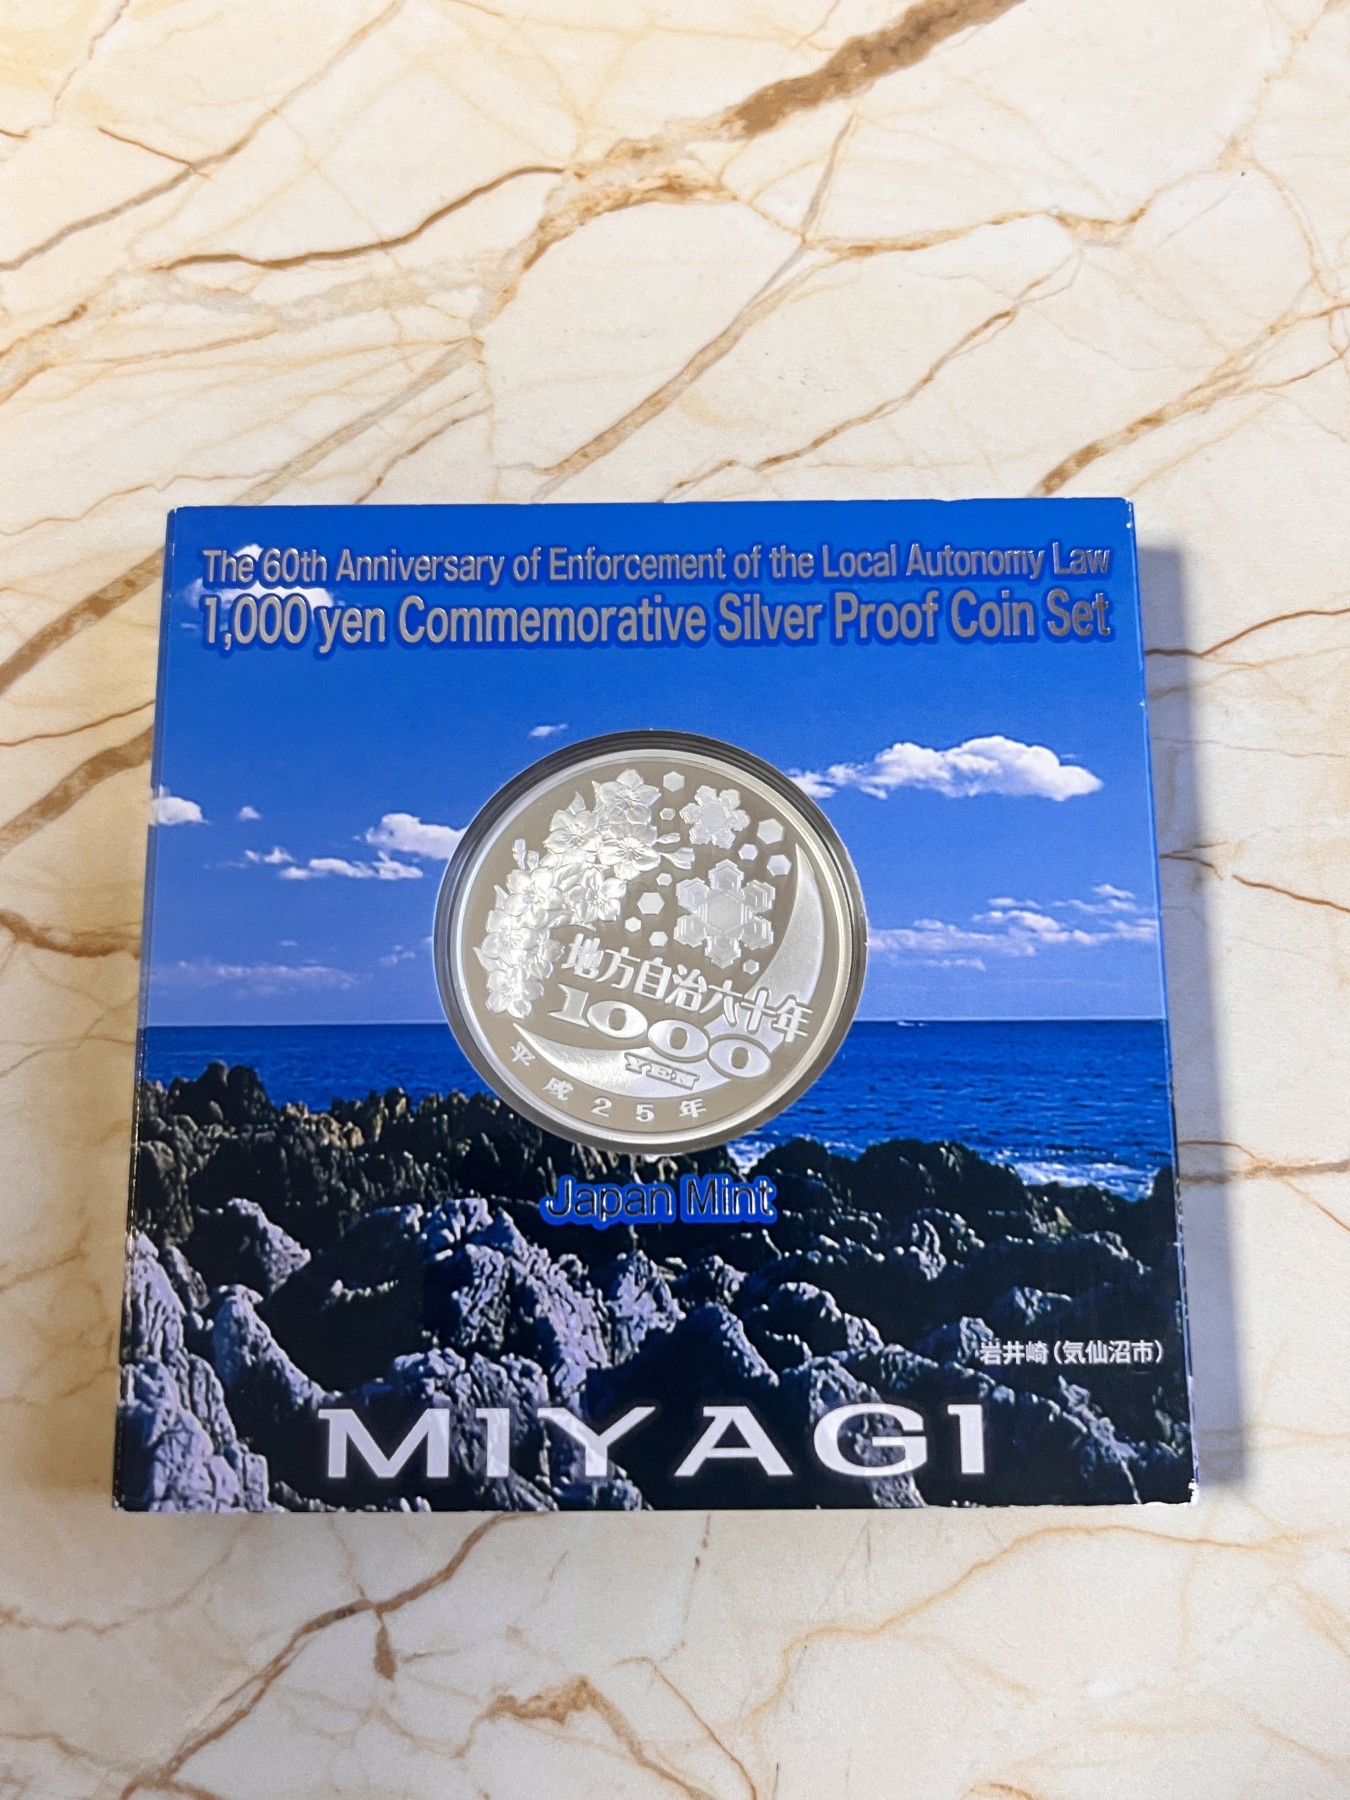 The 60th Anniversary of Enforcement of the Local Autonomy Law
1,000 yen Commemorative Silver Proof Coin Set
地方自治六十年
1000
YEN
平成25年
Japan Mint
岩井崎(気仙沼市)
MIYAGI